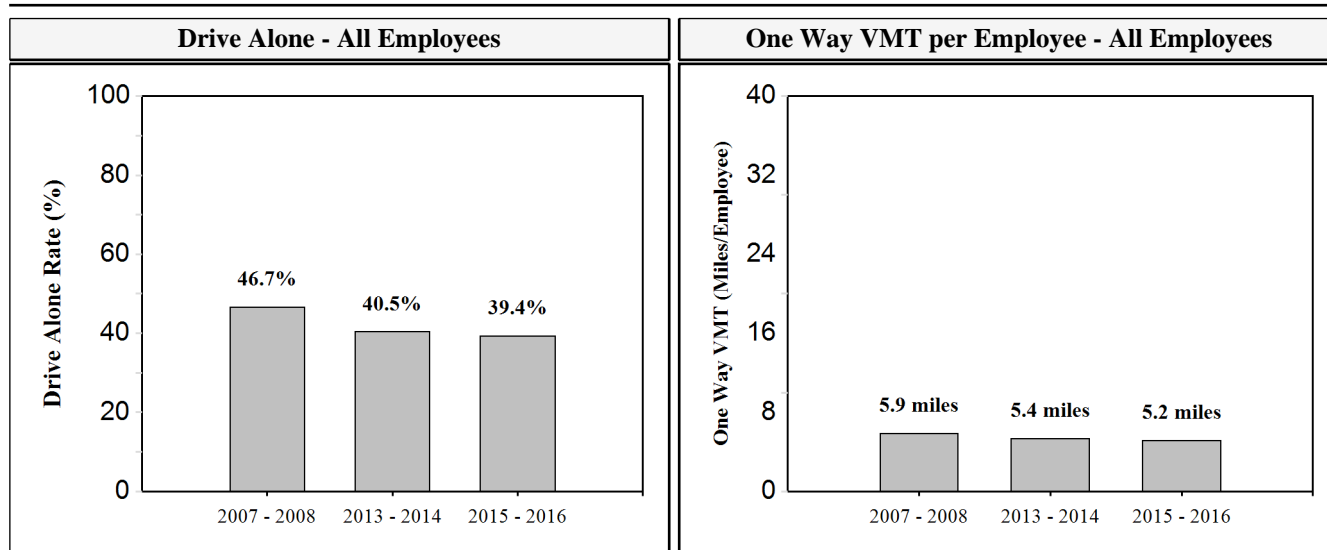 Drive Alone - All Employees
One Way VMT per Employee - All Employees
Drive Alone Rate (%)
100
80
60
40
20
0
46.7%
40.5%
39.4%
2007 - 2008
2013 - 2014
2015 - 2016
One Way VMT (Miles/Employee)
40
32
24
16
8
0
5.9 miles
5.4 miles
5.2 miles
2007 - 2008
2013 - 2014
2015 - 2016